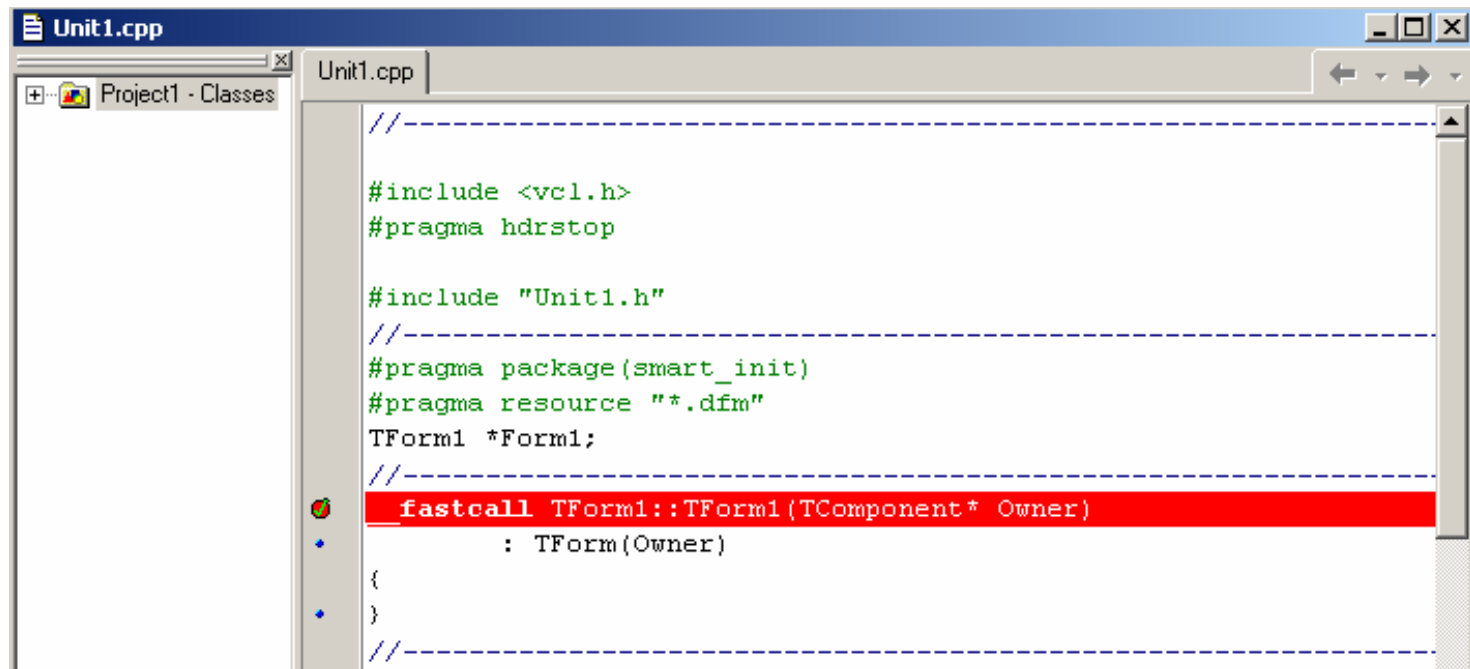 Unit1.cpp
Project1 - Classes
Unit1.cpp
//---------------------------------------------------------------
#include <vcl.h>
#pragma hdrstop
#include "Unit1.h"
//---------------------------------------------------------------
#pragma package(smart_init)
#pragma resource "*.dfm"
TForm1 *Form1;
//---------------------------------------------------------------
__fastcall TForm1::TForm1(TComponent* Owner)
: TForm(Owner)
{
}
//---------------------------------------------------------------